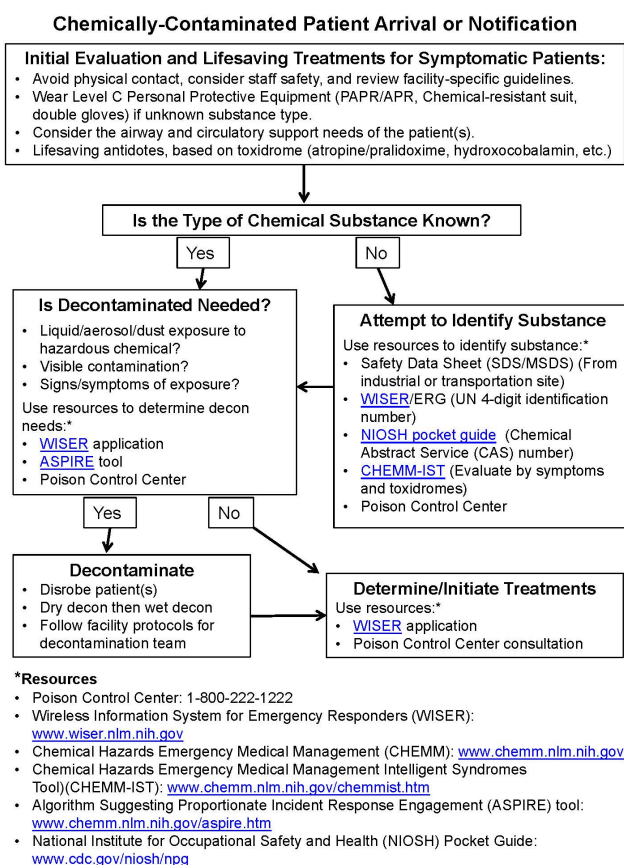 Chemically-Contaminated Patient Arrival or Notification
Initial Evaluation and Lifesaving Treatments for Symptomatic Patients:
• Avoid physical contact, consider staff safety, and review facility-specific guidelines.
• Wear Level C Personal Protective Equipment (PAPR/APR, Chemical-resistant suit,
double gloves) if unknown substance type.
• Consider the airway and circulatory support needs of the patient(s).
• Lifesaving antidotes, based on toxidrome (atropine/pralidoxime, hydroxocobalamin, etc.)
Is the Type of Chemical Substance Known?
Yes
No
Is Decontaminated Needed?
• Liquid/aerosol/dust exposure to
hazardous chemical?
• Visible contamination?
• Signs/symptoms of exposure?
Use resources to determine decon
needs:*
• WISER application
• ASPIRE tool
• Poison Control Center
Attempt to Identify Substance
Use resources to identify substance:*
• Safety Data Sheet (SDS/MSDS) (From
industrial or transportation site)
• WISER/ERG (UN 4-digit identification
number)
• NIOSH pocket guide (Chemical
Abstract Service (CAS) number)
• CHEMM-IST (Evaluate by symptoms
and toxidromes)
• Poison Control Center
Yes
No
Decontaminate
• Disrobe patient(s)
• Dry decon then wet decon
• Follow facility protocols for
decontamination team
Determine/Initiate Treatments
Use resources:*
• WISER application
• Poison Control Center consultation
*Resources
• Poison Control Center: 1-800-222-1222
• Wireless Information System for Emergency Responders (WISER):
www.wiser.nlm.nih.gov
• Chemical Hazards Emergency Medical Management (CHEMM): www.chemm.nlm.nih.gov
• Chemical Hazards Emergency Medical Management Intelligent Syndromes
Tool)(CHEMM-IST): www.chemm.nlm.nih.gov/chemmist.htm
• Algorithm Suggesting Proportionate Incident Response Engagement (ASPIRE) tool:
www.chemm.nlm.nih.gov/aspire.htm
• National Institute for Occupational Safety and Health (NIOSH) Pocket Guide:
www.cdc.gov/niosh/npg